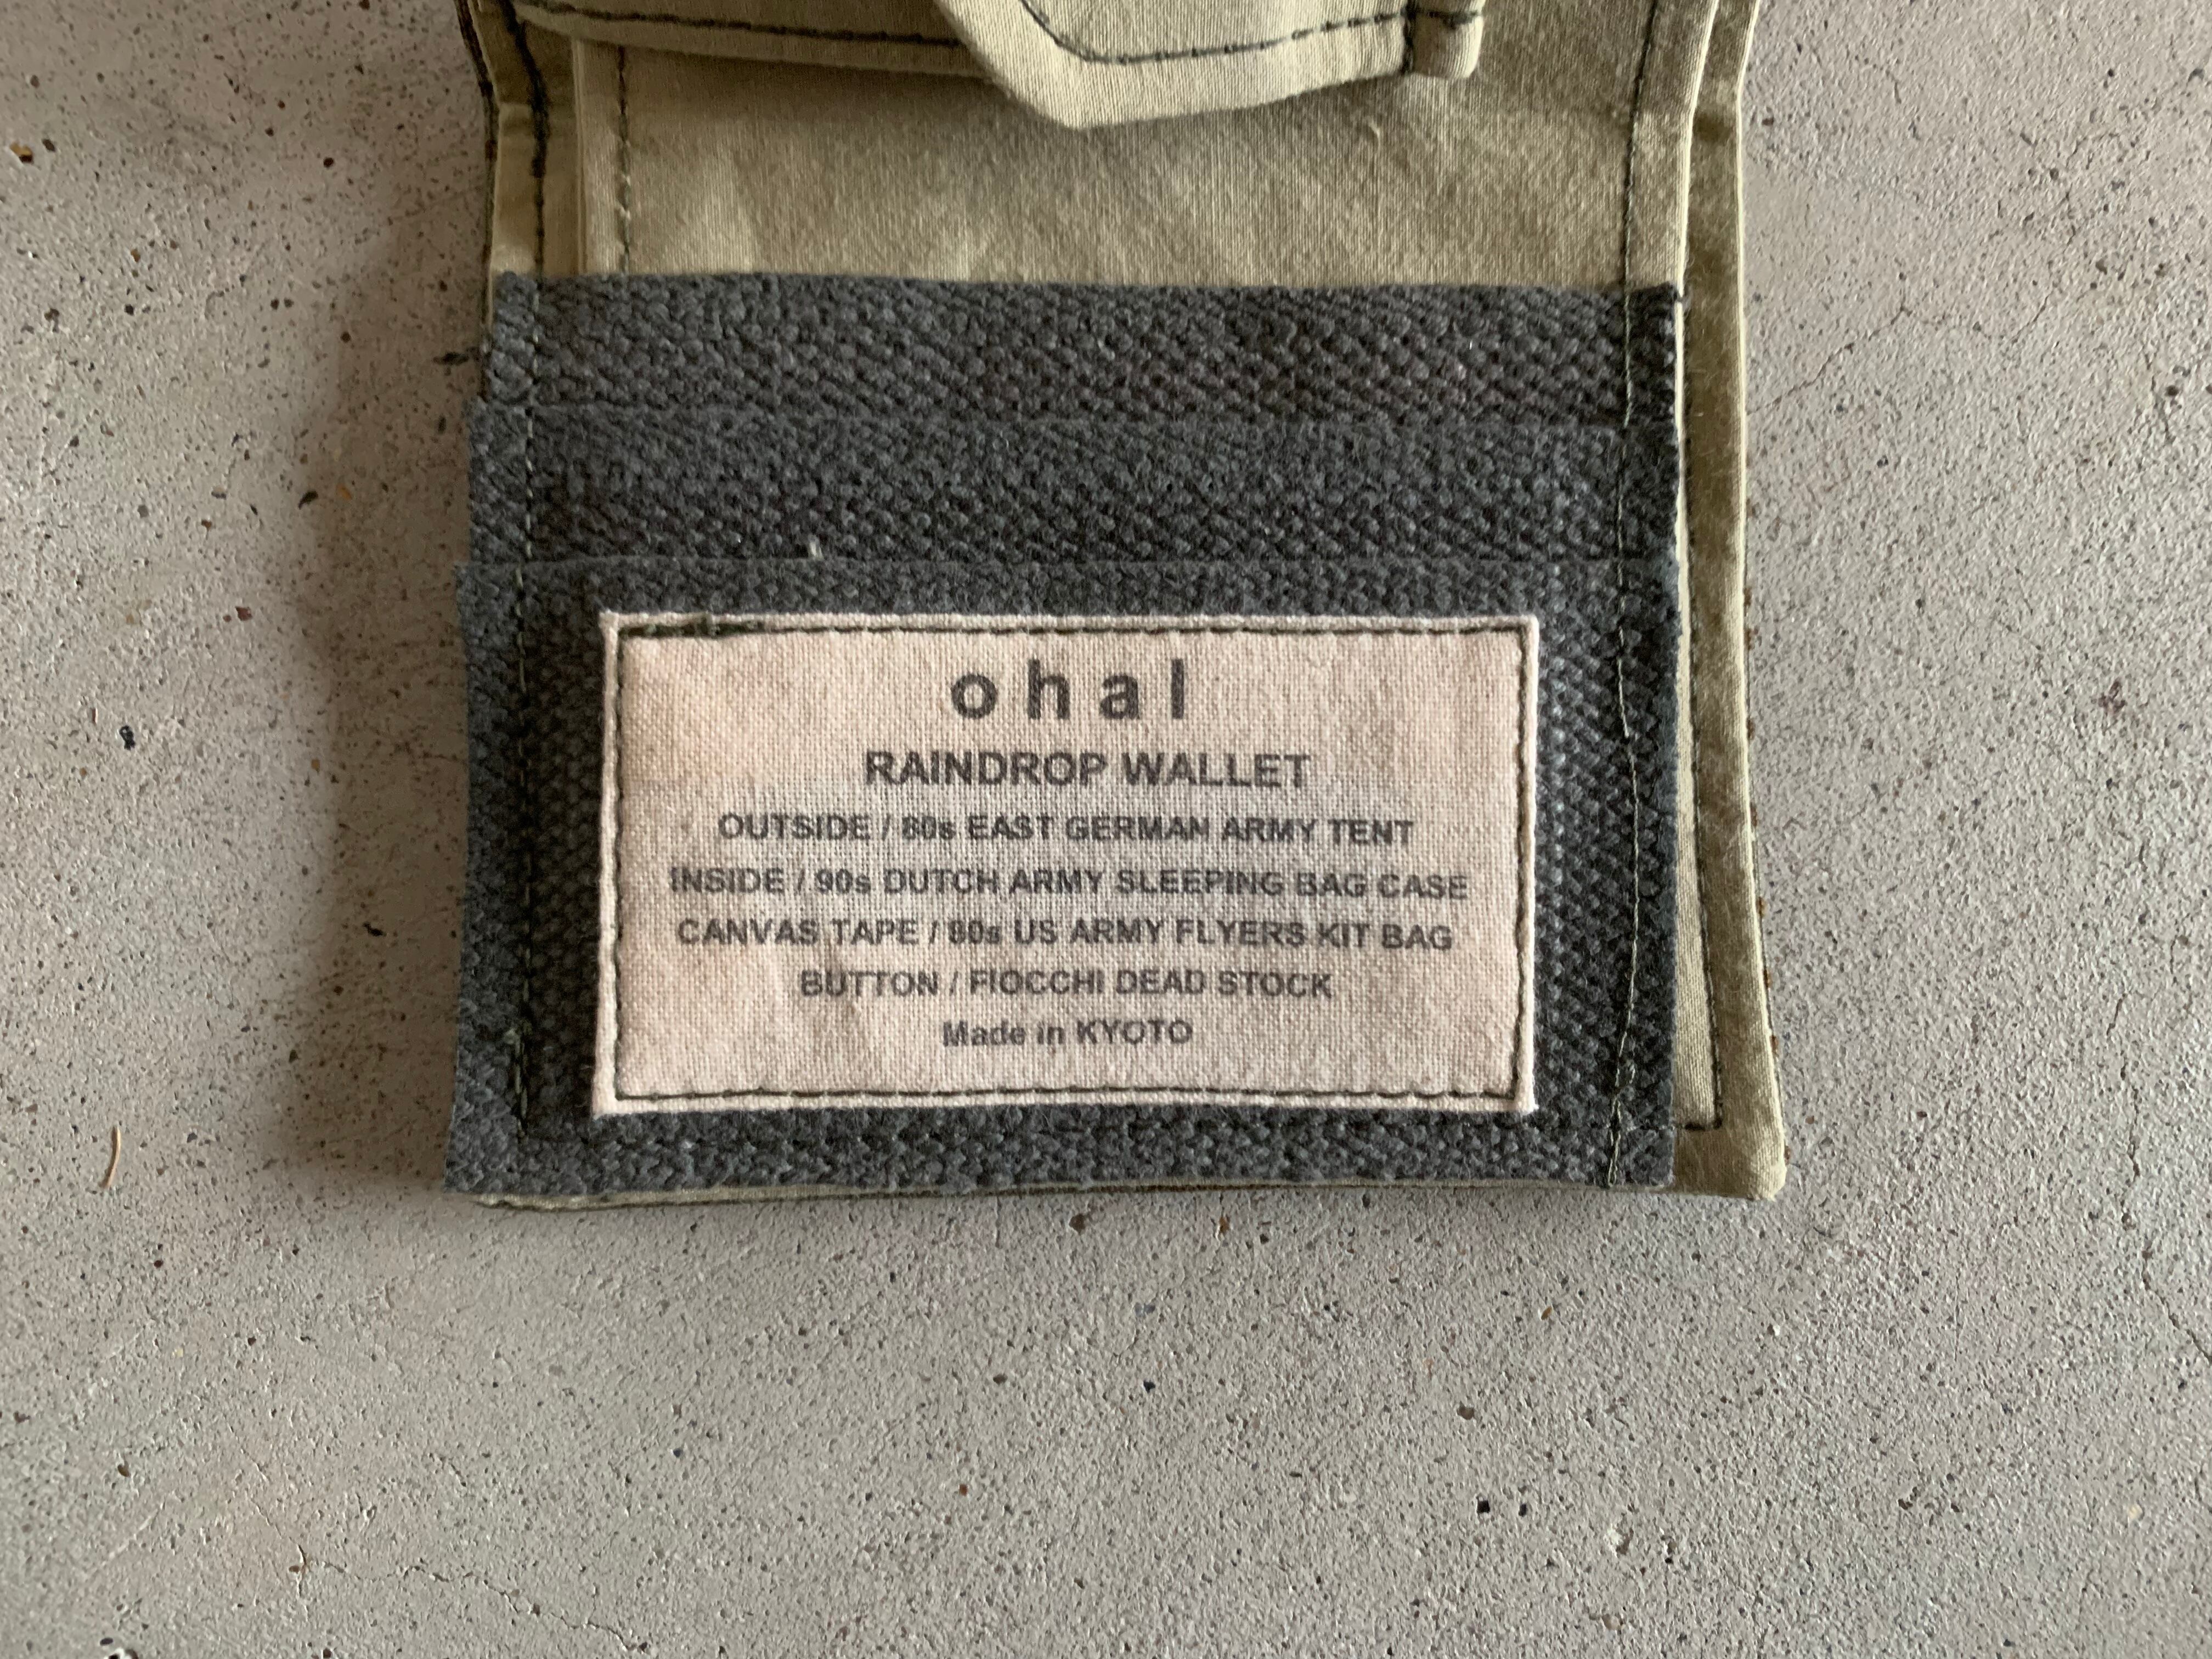 ohal
RAINDROP WALLET
OUTSIDE / 80s EAST GERMAN ARMY TENT
INSIDE / 90s DUTCH ARMY SLEEPING BAG CASE
CANVAS TAPE / 80s US ARMY FLYERS KIT BAG
BUTTON / FIOCCHI DEAD STOCK
Made in KYOTO